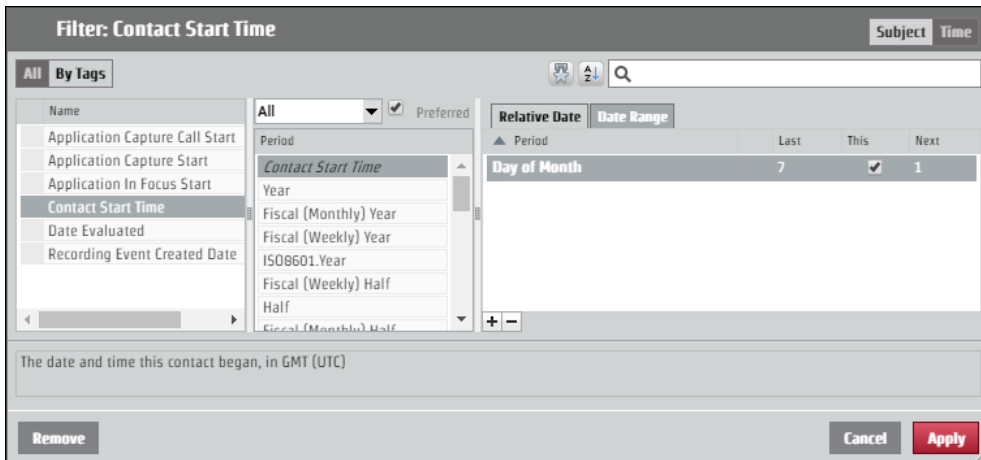 Filter: Contact Start Time
Subject Time
All By Tags
Name
Application Capture Call Start
Application Capture Start
Application In Focus Start
Contact Start Time
Date Evaluated
Recording Event Created Date
All Preferred
Period
Contact Start Time
Year
Fiscal (Monthly) Year
Fiscal (Weekly) Year
ISO8601.Year
Fiscal (Weekly) Half
Half
Fiscal (Monthly) Half
Relative Date Date Range
Period Last This Next
Day of Month 7 1
The date and time this contact began, in GMT (UTC)
Remove Cancel Apply